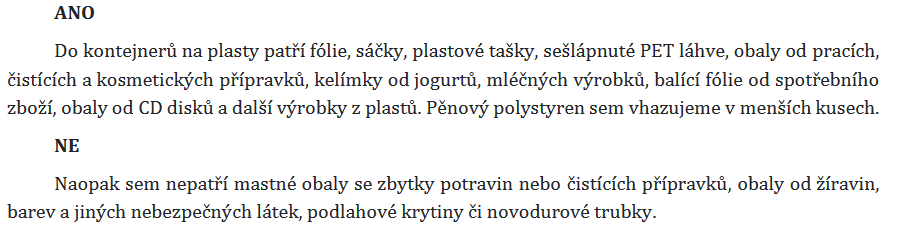 ANO
Do kontejnerů na plasty patří fólie, sáčky, plastové tašky, sešlápnuté PET láhve, obaly od pracích,
čistících a kosmetických přípravků, kelímky od jogurtů, mléčných výrobků, balící fólie od spotřebního
zboží, obaly od CD disků a další výrobky z plastů. Pěnový polystyren sem vhazujeme v menších kusech.
NE
Naopak sem nepatří mastné obaly se zbytky potravin nebo čistících přípravků, obaly od žíravin,
barev a jiných nebezpečných látek, podlahové krytiny či novodurové trubky.